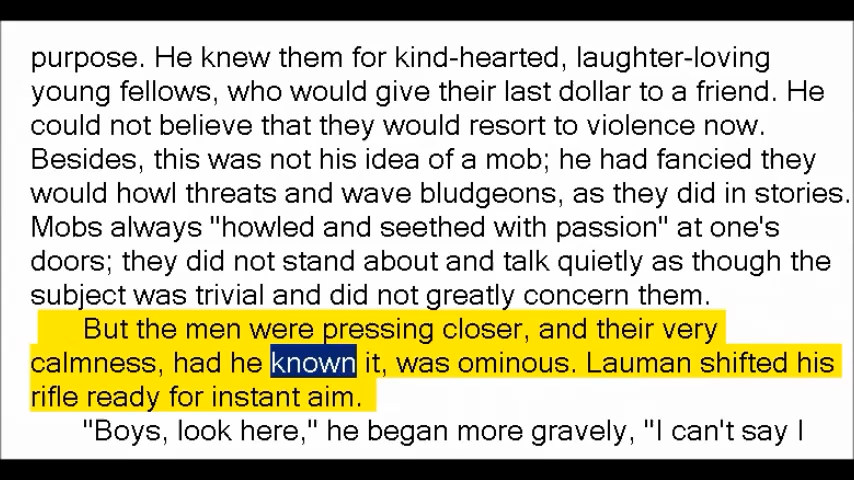 purpose. He knew them for kind-hearted, laughter-loving
young fellows, who would give their last dollar to a friend. He
could not believe that they would resort to violence now.
Besides, this was not his idea of a mob; he had fancied they
would howl threats and wave bludgeons, as they did in stories.
Mobs always "howled and seethed with passion" at one's
doors; they did not stand about and talk quietly as though the
subject was trivial and did not greatly concern them.
But the men were pressing closer, and their very
calmness, had he known it, was ominous. Lauman shifted his
rifle ready for instant aim.
"Boys, look here," he began more gravely, "I can't say I